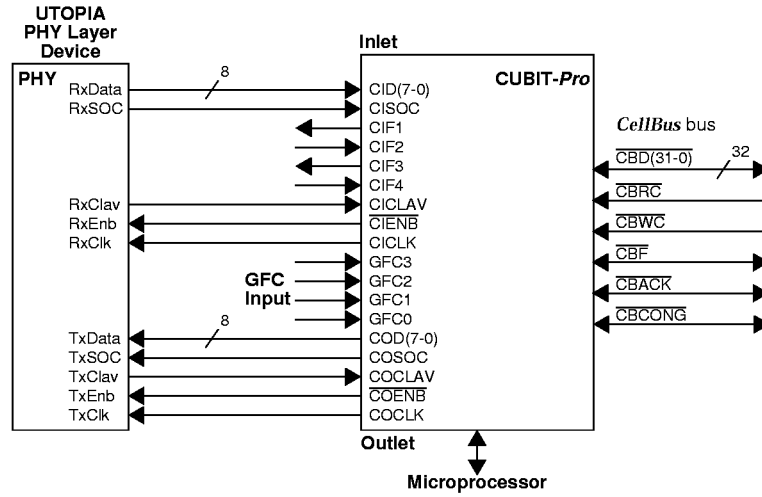 UTOPIA
PHY Layer
Device
PHY
RxData
RxSOC
RxClav
RxEnb
RxClk
TxData
TxSOC
TxClav
TxEnb
TxClk
8
8
GFC
Input
Inlet
CUBIT-Pro
CID(7-0)
CISOC
CIF1
CIF2
CIF3
CIF4
CICLAV
CIENB
CICLK
GFC3
GFC2
GFC1
GFC0
COD(7-0)
COSOC
COCLAV
COENB
COCLK
Outlet
Microprocessor
CellBus bus
CBD(31-0)
32
CBRC
CBWC
CBF
CBACK
CBCONG